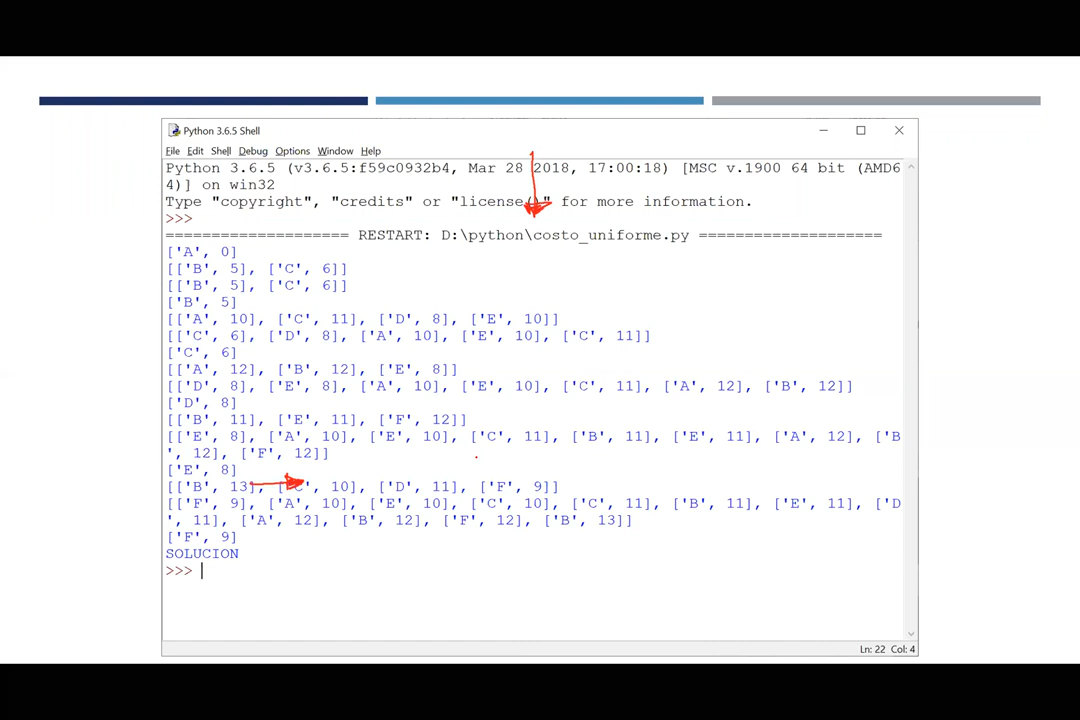 Python 3.6.5 Shell
File Edit Shell Debug Options Window Help
Python 3.6.5 (v3.6.5:f59c0932b4, Mar 28 2018, 17:00:18) [MSC v.1900 64 bit (AMD6
4)] on win32
Type "copyright", "credits" or "license()" for more information.
>>>
==================== RESTART: D:\python\costo_uniforme.py ====================
['A', 0]
[['B', 5], ['C', 6]]
[['B', 5], ['C', 6]]
['B', 5]
[['A', 10], ['C', 11], ['D', 8], ['E', 10]]
[['C', 6], ['D', 8], ['A', 10], ['E', 10], ['C', 11]]
['C', 6]
[['A', 12], ['B', 12], ['E', 8]]
[['D', 8], ['E', 8], ['A', 10], ['E', 10], ['C', 11], ['A', 12], ['B', 12]]
['D', 8]
[['B', 11], ['E', 11], ['F', 12]]
[['E', 8], ['A', 10], ['E', 10], ['C', 11], ['B', 11], ['E', 11], ['A', 12], ['B
', 12], ['F', 12]]
['E', 8]
[['B', 13], ['C', 10], ['D', 11], ['F', 9]]
[['F', 9], ['A', 10], ['E', 10], ['C', 10], ['C', 11], ['B', 11], ['E', 11], ['D
', 11], ['A', 12], ['B', 12], ['F', 12], ['B', 13]]
['F', 9]
SOLUCION
>>>
Ln: 22 Col: 4